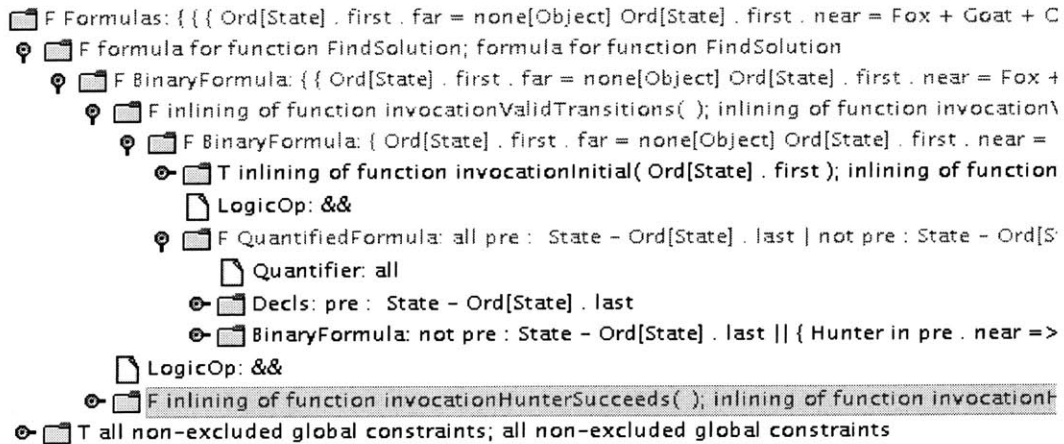 F Formulas: { { { Ord[State] . first . far = none[Object] Ord[State] . first . near = Fox + Goat + C
F formula for function FindSolution; formula for function FindSolution
F BinaryFormula: { { Ord[State] . first . far = none[Object] Ord[State] . first . near = Fox +
F inlining of function invocationValidTransitions( ); inlining of function invocationV
F BinaryFormula: { Ord[State] . first . far = none[Object] Ord[State] . first . near =
T inlining of function invocationInitial( Ord[State] . first ); inlining of function
LogicOp: &&
F QuantifiedFormula: all pre : State – Ord[State] . last | not pre : State – Ord[S
Quantifier: all
Decls: pre : State – Ord[State] . last
BinaryFormula: not pre : State – Ord[State] . last || { Hunter in pre . near =>
LogicOp: &&
F inlining of function invocationHunterSucceeds( ); inlining of function invocationH
T all non-excluded global constraints; all non-excluded global constraints